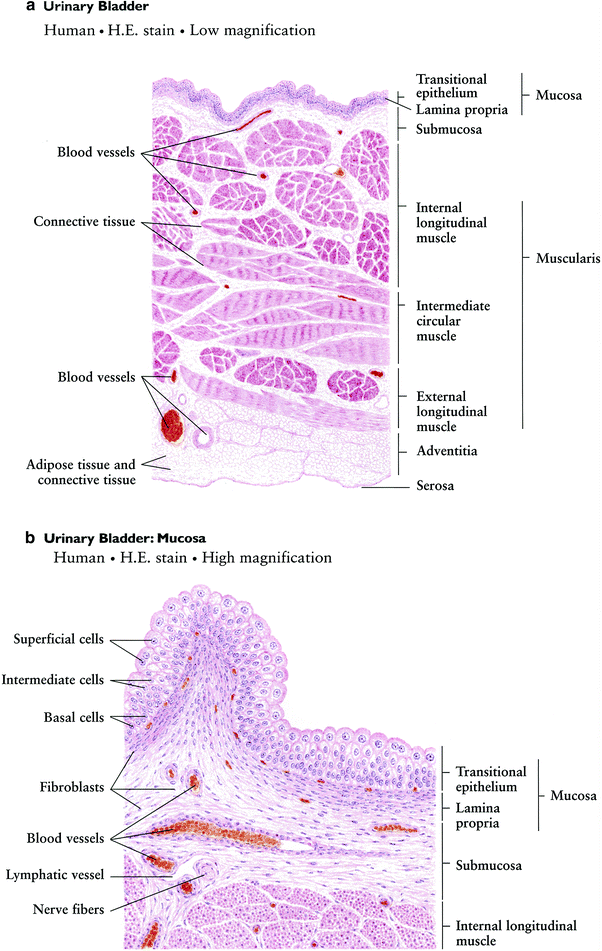 a Urinary Bladder
Human • H.E. stain • Low magnification
Transitional
epithelium
Lamina propria
Mucosa
Submucosa
Blood vessels
Connective tissue
Internal
longitudinal
muscle
Muscularis
Intermediate
circular
muscle
Blood vessels
External
longitudinal
muscle
Adventitia
Adipose tissue and
connective tissue
Serosa
b Urinary Bladder: Mucosa
Human • H.E. stain • High magnification
Superficial cells
Intermediate cells
Basal cells
Fibroblasts
Transitional
epithelium
Mucosa
Lamina
propria
Blood vessels
Submucosa
Lymphatic vessel
Nerve fibers
Internal longitudinal
muscle